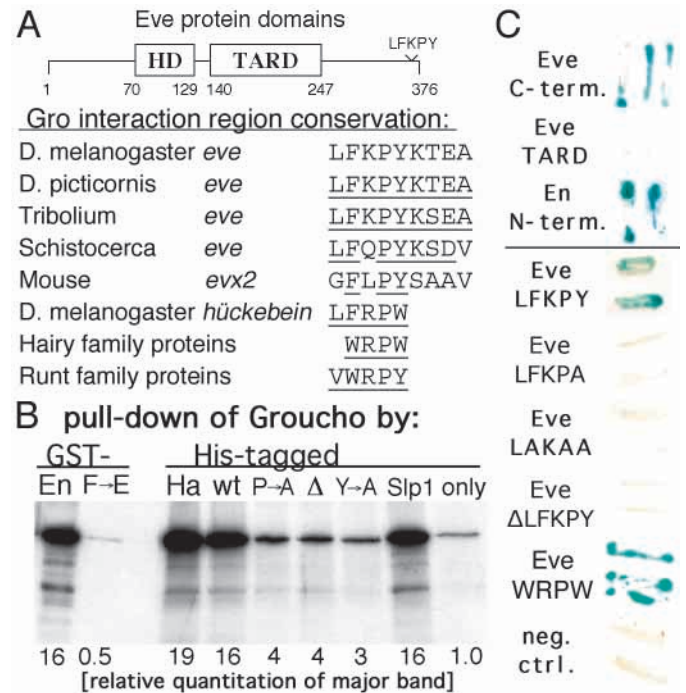 A
Eve protein domains
LFKPY
HD
TARD
1
70
129
140
247
376
Gro interaction region conservation:
D. melanogaster eve LFKPYKTEA
D. picticornis eve LFKPYKTEA
Tribolium eve LFKPYKSEA
Schistocerca eve LFQPYKSDV
Mouse evx2 GFLPYSAAV
D. melanogaster hückebein LFRPW
Hairy family proteins WRPW
Runt family proteins VWRPY
B pull-down of Groucho by:
GST- His-tagged
En F→E Ha wt P→A Δ Y→A Slp1 only
16 0.5 19 16 4 4 3 16 1.0
[relative quantitation of major band]
C
Eve
C-term.
Eve
TARD
En
N-term.
Eve
LFKPY
Eve
LFKPA
Eve
LAKAA
Eve
ΔLFKPY
Eve
WRPW
neg.
ctrl.